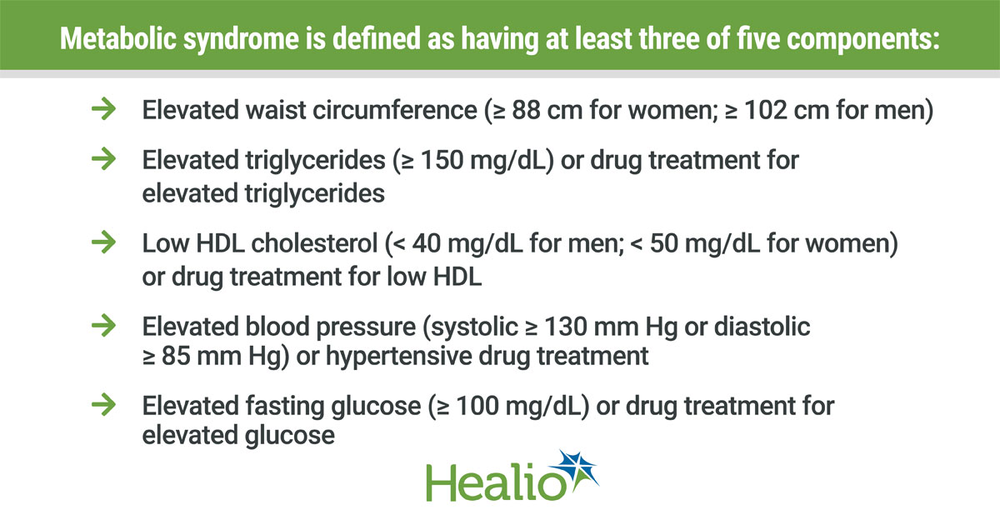 Metabolic syndrome is defined as having at least three of five components:
Elevated waist circumference (≥ 88 cm for women; ≥ 102 cm for men)
Elevated triglycerides (≥ 150 mg/dL) or drug treatment for
elevated triglycerides
Low HDL cholesterol (< 40 mg/dL for men; < 50 mg/dL for women)
or drug treatment for low HDL
Elevated blood pressure (systolic ≥ 130 mm Hg or diastolic
≥ 85 mm Hg) or hypertensive drug treatment
Elevated fasting glucose (≥ 100 mg/dL) or drug treatment for
elevated glucose
Healio